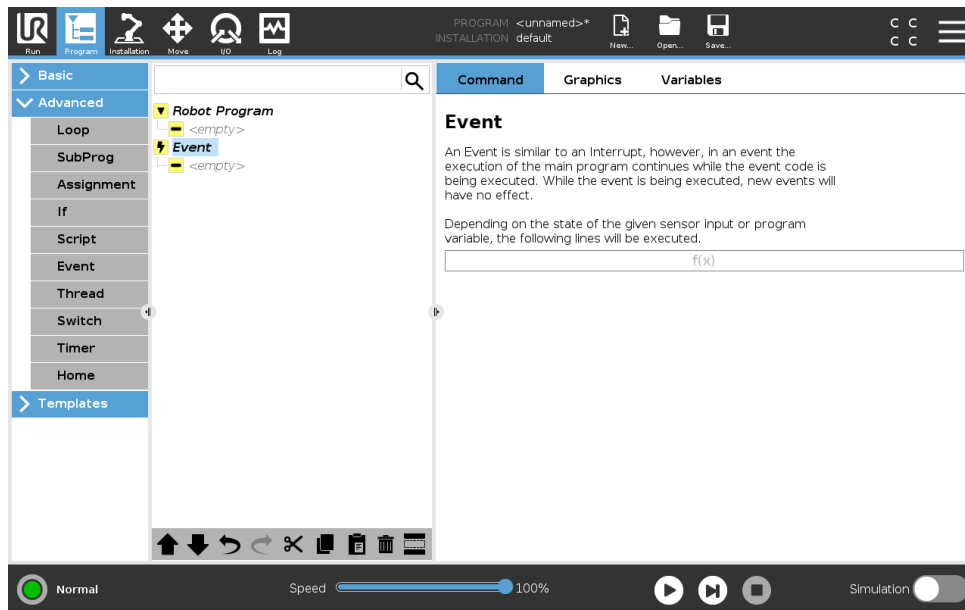 PROGRAM <unnamed>*
INSTALLATION default
Run
Program
Installation
Move
I/O
Log
New...
Open...
Save...
C C
C C
Basic
Advanced
Loop
SubProg
Assignment
If
Script
Event
Thread
Switch
Timer
Home
Templates
Robot Program
<empty>
Event
<empty>
Command
Graphics
Variables
Event
An Event is similar to an Interrupt, however, in an event the
execution of the main program continues while the event code is
being executed. While the event is being executed, new events will
have no effect.
Depending on the state of the given sensor input or program
variable, the following lines will be executed.
f(x)
Normal
Speed
100%
Simulation